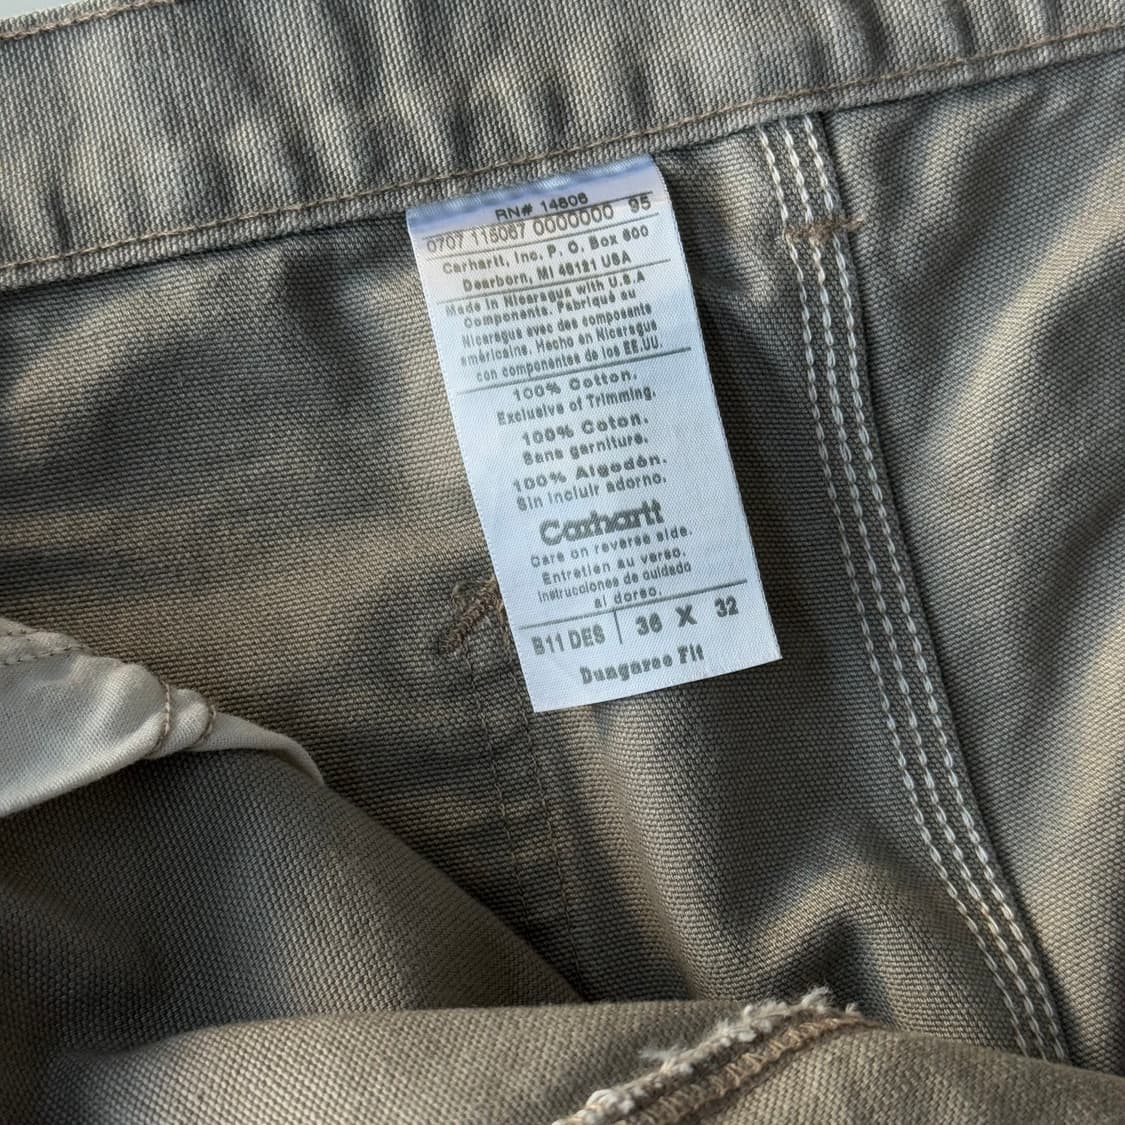 RN# 14806
0707 115067 0000000 95
Carhartt, Inc. P. O. Box 600
Dearborn, MI 48121 USA
Made in Nicaragua with U.S.A
Components. Fabriqué au
Nicaragua avec des composants
américains. Hecho en Nicaragua
con componentes de los EE.UU.
100% Cotton.
Exclusive of Trimming.
100% Coton.
Sans garniture.
100% Algodón.
Sin incluir adorno.
Carhartt
Care on reverse side.
Entretien au verso.
Instrucciones de cuidado
al dorso.
B11 DES 36 X 32
Dungaree Fit